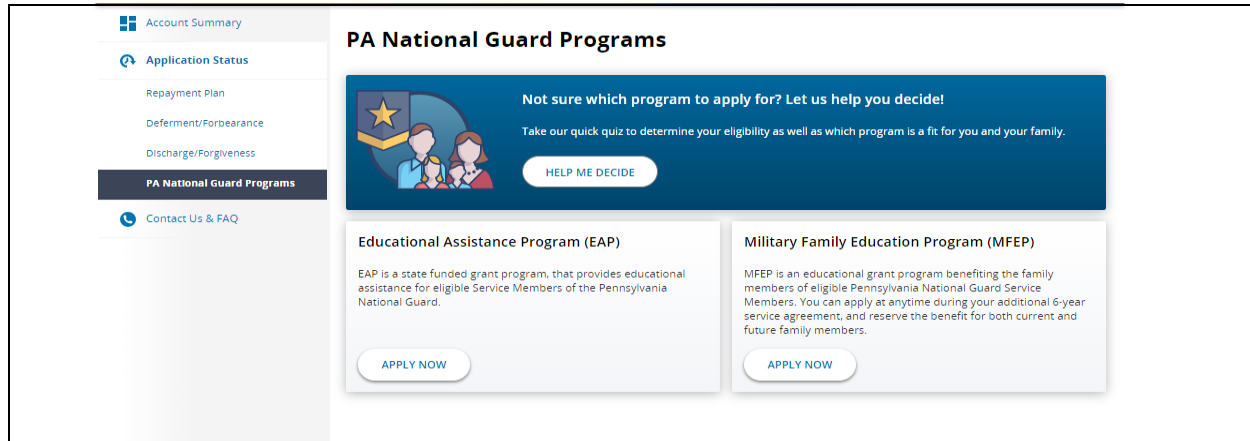 Account Summary
Application Status
Repayment Plan
Deferment/Forbearance
Discharge/Forgiveness
PA National Guard Programs
Contact Us & FAQ
PA National Guard Programs
Not sure which program to apply for? Let us help you decide!
Take our quick quiz to determine your eligibility as well as which program is a fit for you and your family.
HELP ME DECIDE
Educational Assistance Program (EAP)
EAP is a state funded grant program, that provides educational
assistance for eligible Service Members of the Pennsylvania
National Guard.
APPLY NOW
Military Family Education Program (MFEP)
MFEP is an educational grant program benefiting the family
members of eligible Pennsylvania National Guard Service
Members. You can apply at anytime during your additional 6-year
service agreement, and reserve the benefit for both current and
future family members.
APPLY NOW